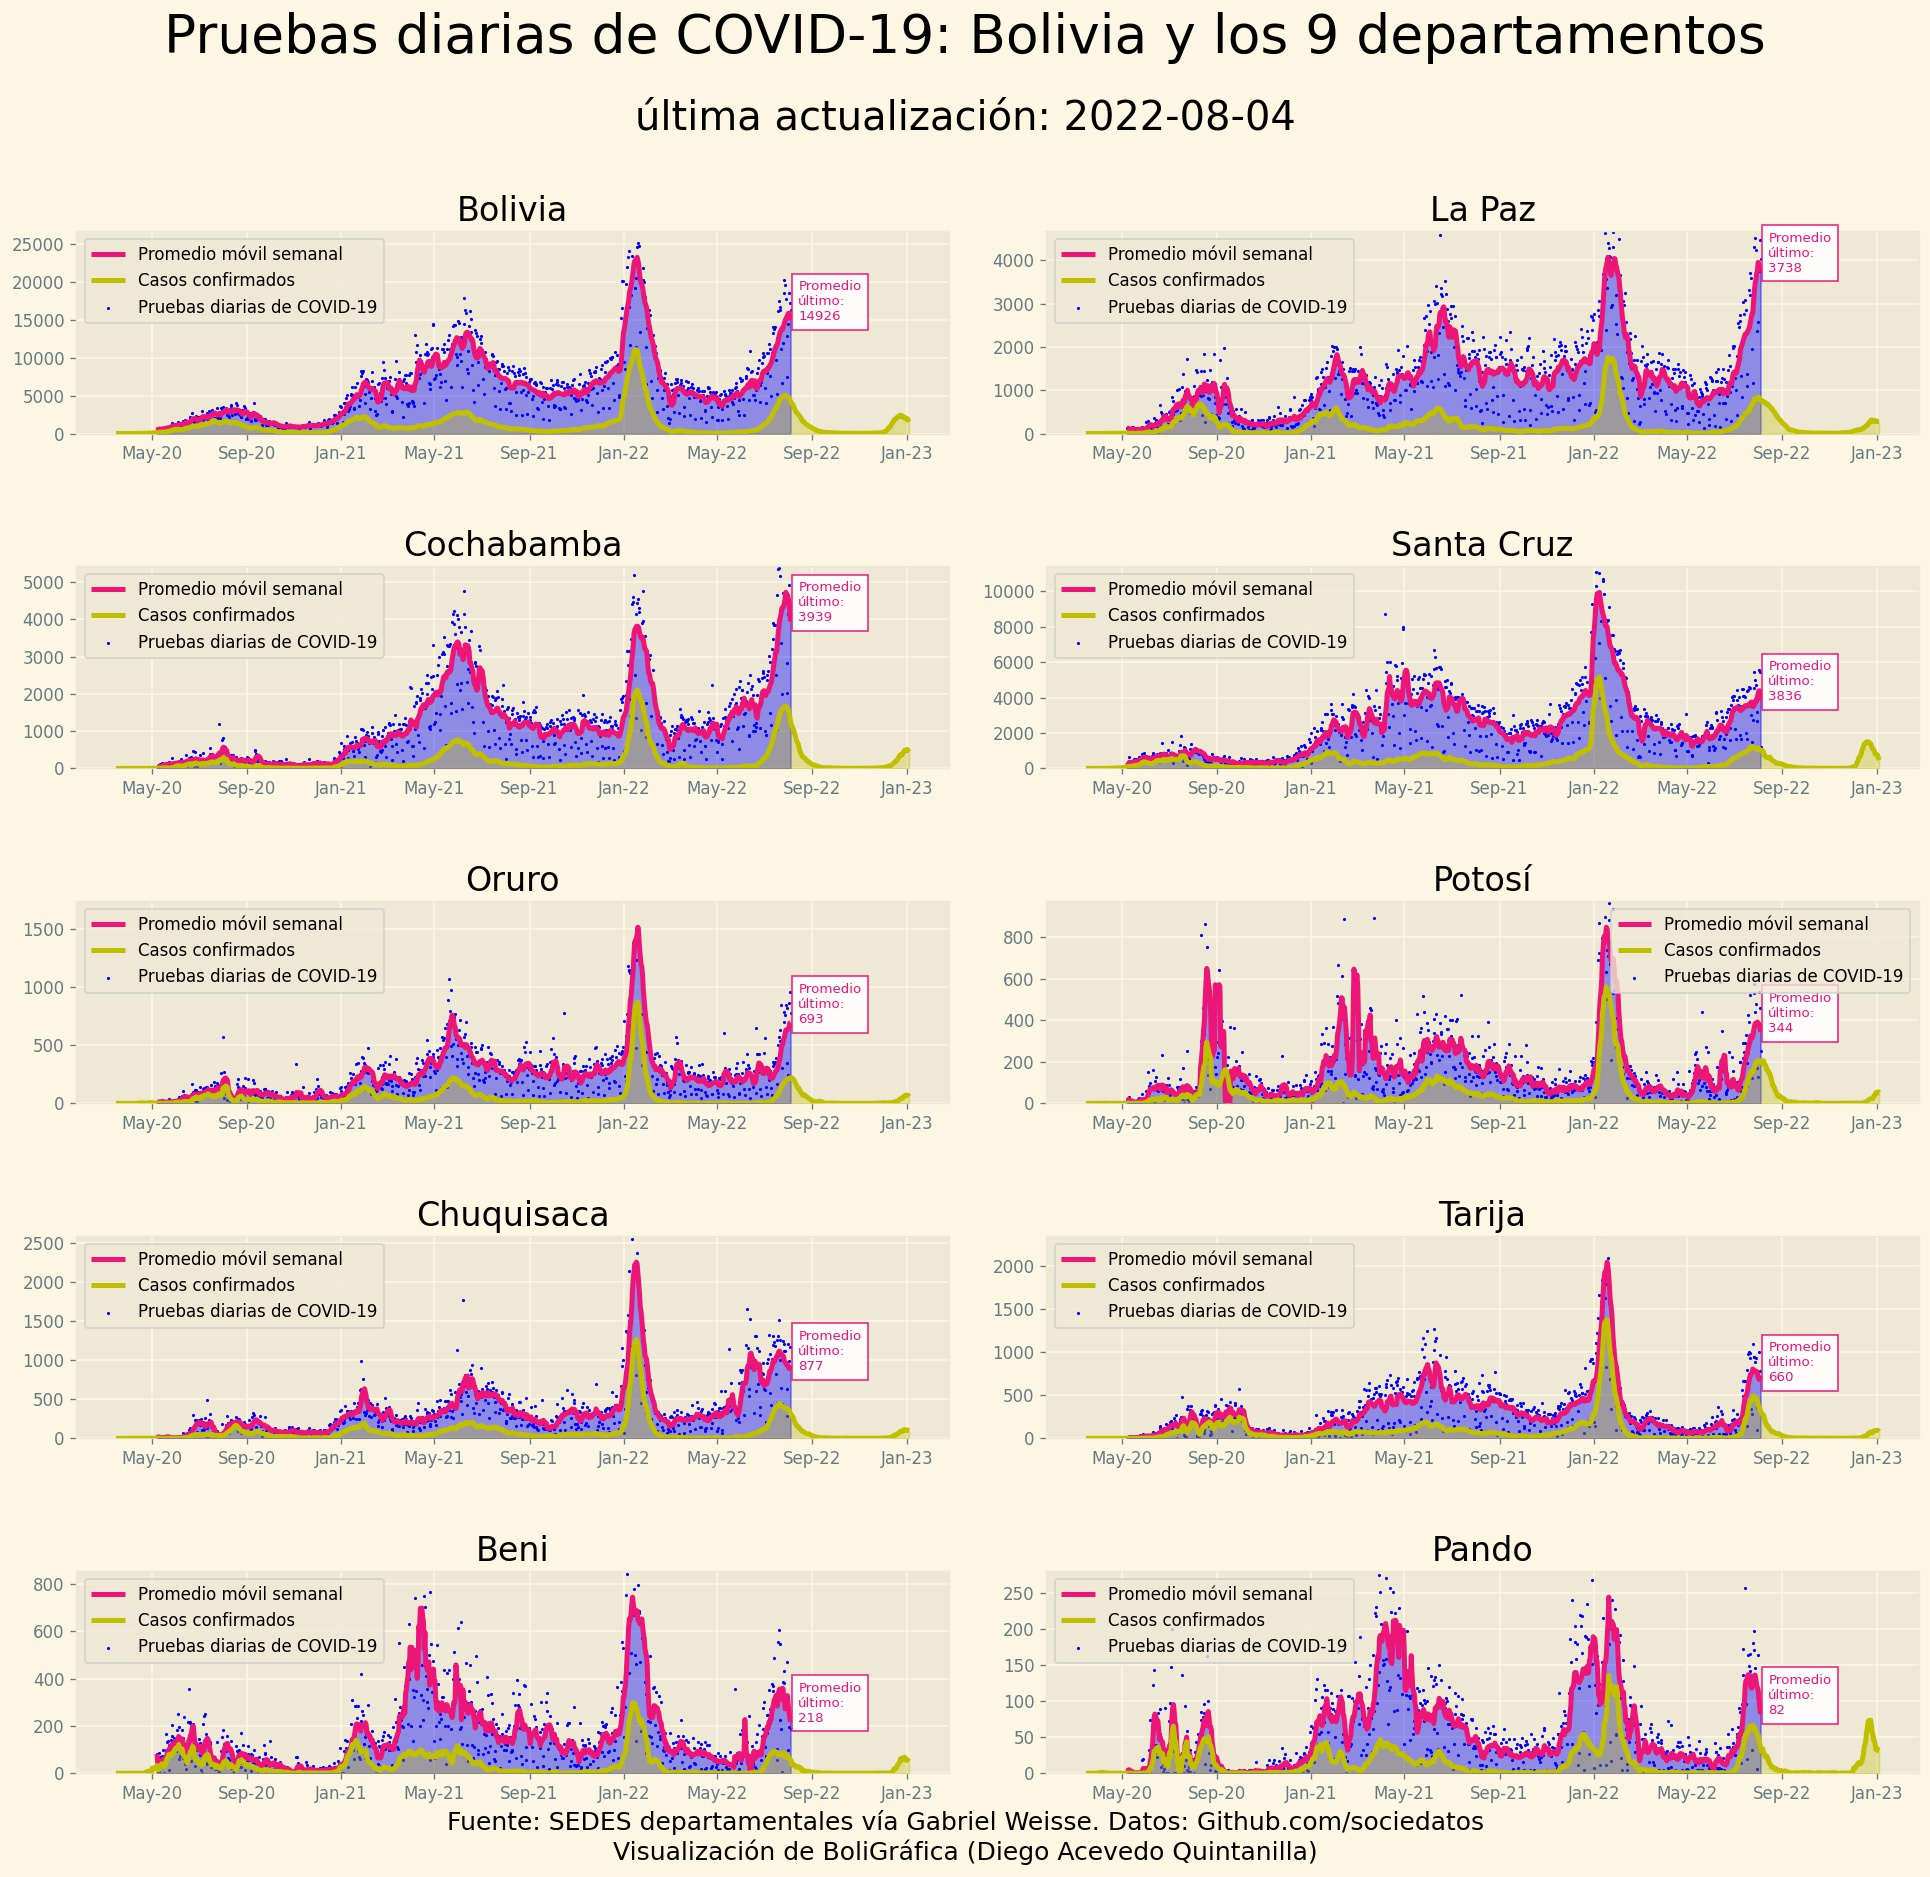 Pruebas diarias de COVID-19: Bolivia y los 9 departamentos
última actualización: 2022-08-04
Bolivia
Promedio móvil semanal
Casos confirmados
Pruebas diarias de COVID-19
Promedio
último:
14926
25000
20000
15000
10000
5000
0
May-20 Sep-20 Jan-21 May-21 Sep-21 Jan-22 May-22 Sep-22 Jan-23
La Paz
Promedio móvil semanal
Casos confirmados
Pruebas diarias de COVID-19
Promedio
último:
3738
4000
3000
2000
1000
0
May-20 Sep-20 Jan-21 May-21 Sep-21 Jan-22 May-22 Sep-22 Jan-23
Cochabamba
Promedio móvil semanal
Casos confirmados
Pruebas diarias de COVID-19
Promedio
último:
3939
5000
4000
3000
2000
1000
0
May-20 Sep-20 Jan-21 May-21 Sep-21 Jan-22 May-22 Sep-22 Jan-23
Santa Cruz
Promedio móvil semanal
Casos confirmados
Pruebas diarias de COVID-19
Promedio
último:
3836
10000
8000
6000
4000
2000
0
May-20 Sep-20 Jan-21 May-21 Sep-21 Jan-22 May-22 Sep-22 Jan-23
Oruro
Promedio móvil semanal
Casos confirmados
Pruebas diarias de COVID-19
Promedio
último:
693
1500
1000
500
0
May-20 Sep-20 Jan-21 May-21 Sep-21 Jan-22 May-22 Sep-22 Jan-23
Potosí
Promedio móvil semanal
Casos confirmados
Pruebas diarias de COVID-19
Promedio
último:
344
800
600
400
200
0
May-20 Sep-20 Jan-21 May-21 Sep-21 Jan-22 May-22 Sep-22 Jan-23
Chuquisaca
Promedio móvil semanal
Casos confirmados
Pruebas diarias de COVID-19
Promedio
último:
877
2500
2000
1500
1000
500
0
May-20 Sep-20 Jan-21 May-21 Sep-21 Jan-22 May-22 Sep-22 Jan-23
Tarija
Promedio móvil semanal
Casos confirmados
Pruebas diarias de COVID-19
Promedio
último:
660
2000
1500
1000
500
0
May-20 Sep-20 Jan-21 May-21 Sep-21 Jan-22 May-22 Sep-22 Jan-23
Beni
Promedio móvil semanal
Casos confirmados
Pruebas diarias de COVID-19
Promedio
último:
218
800
600
400
200
0
May-20 Sep-20 Jan-21 May-21 Sep-21 Jan-22 May-22 Sep-22 Jan-23
Pando
Promedio móvil semanal
Casos confirmados
Pruebas diarias de COVID-19
Promedio
último:
82
250
200
150
100
50
0
May-20 Sep-20 Jan-21 May-21 Sep-21 Jan-22 May-22 Sep-22 Jan-23
Fuente: SEDES departamentales vía Gabriel Weisse. Datos: Github.com/sociedatos
Visualización de BoliGráfica (Diego Acevedo Quintanilla)